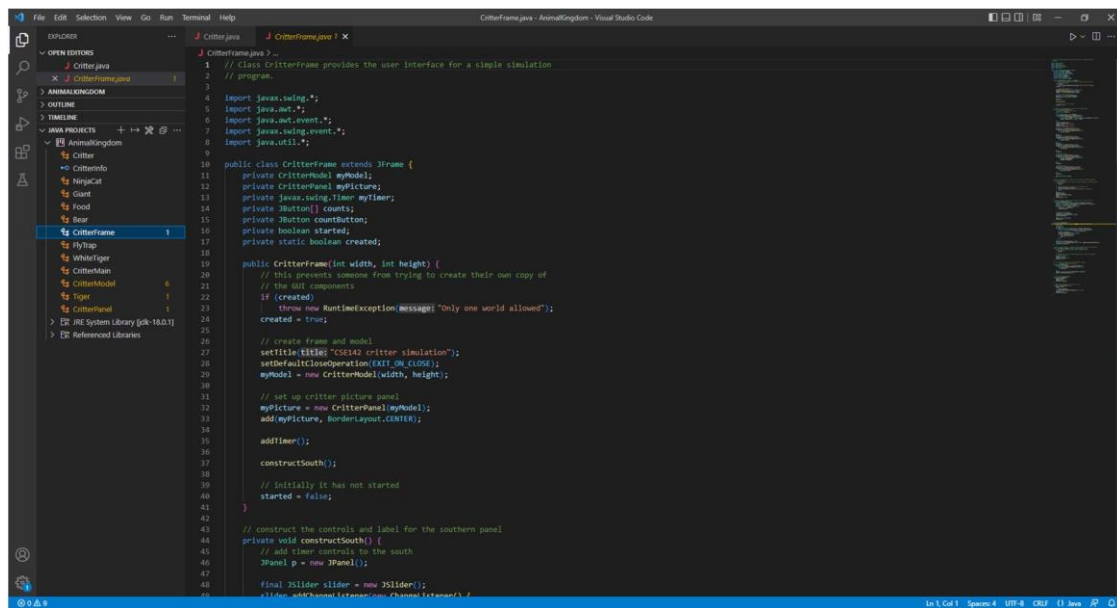 File Edit Selection View Go Run Terminal Help
CritterFrame.java - AnimalKingdom - Visual Studio Code
EXPLORER
OPEN EDITORS
J Critter.java
J CritterFrame.java 1
ANIMALKINGDOM
OUTLINE
TIMELINE
JAVA PROJECTS
AnimalKingdom
Critter
CritterInfo
NinjaCat
Giant
Food
Bear
CritterFrame 1
FlyTrap
WhiteTiger
CritterMain
CritterModel 6
Tiger 1
CritterPanel 1
JRE System Library [jdk-18.0.1]
Referenced Libraries
J Critter.java
J CritterFrame.java 1
J CritterFrame.java > ...
1 // Class CritterFrame provides the user interface for a simple simulation
2 // program.
3
4 import javax.swing.*;
5 import java.awt.*;
6 import java.awt.event.*;
7 import javax.swing.event.*;
8 import java.util.*;
9
10 public class CritterFrame extends JFrame {
11 private CritterModel myModel;
12 private CritterPanel myPicture;
13 private javax.swing.Timer myTimer;
14 private JButton[] counts;
15 private JButton countButton;
16 private boolean started;
17 private static boolean created;
18
19 public CritterFrame(int width, int height) {
20 // this prevents someone from trying to create their own copy of
21 // the GUI components
22 if (created)
23 throw new RuntimeException(message: "Only one world allowed");
24 created = true;
25
26 // create frame and model
27 setTitle(title: "CSE142 critter simulation");
28 setDefaultCloseOperation(EXIT_ON_CLOSE);
29 myModel = new CritterModel(width, height);
30
31 // set up critter picture panel
32 myPicture = new CritterPanel(myModel);
33 add(myPicture, BorderLayout.CENTER);
34
35 addTimer();
36
37 constructSouth();
38
39 // initially it has not started
40 started = false;
41 }
42
43 // construct the controls and label for the southern panel
44 private void constructSouth() {
45 // add timer controls to the south
46 JPanel p = new JPanel();
47
48 final JSlider slider = new JSlider();
49 slider.addChangeListener(new ChangeListener() {
0 9
Ln 1, Col 1 Spaces: 4 UTF-8 CRLF {} Java